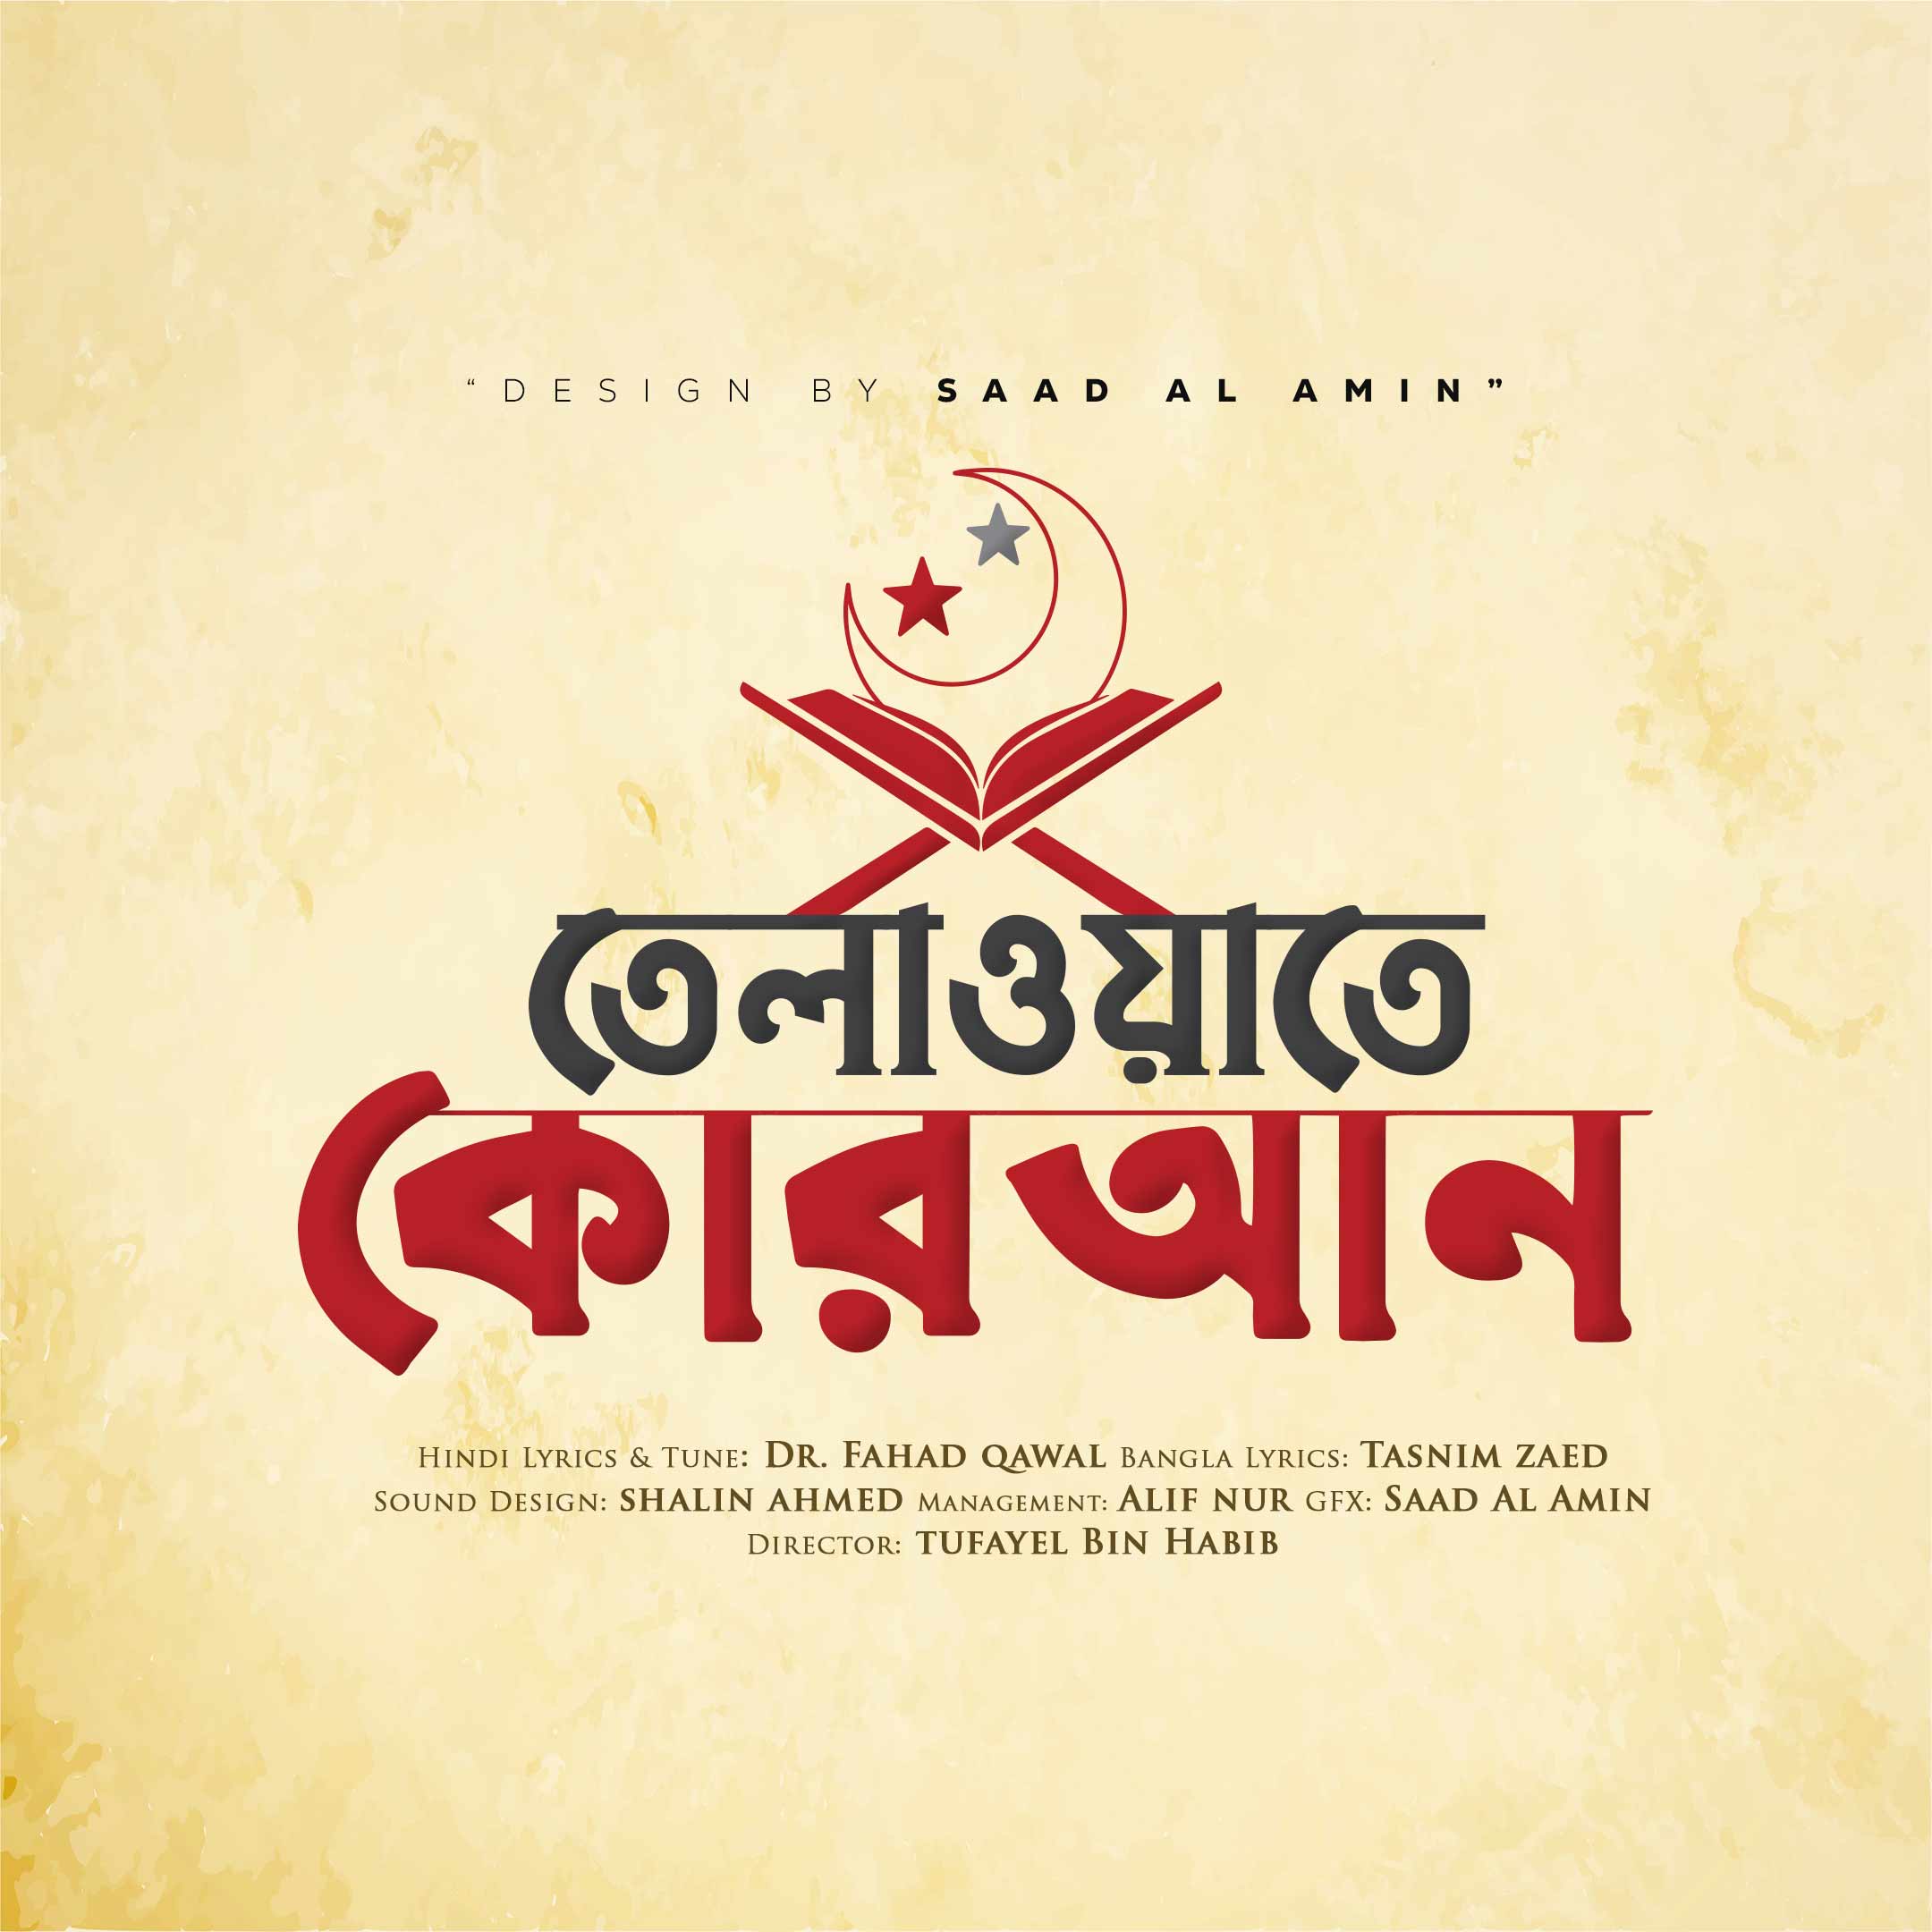 “DESIGN BY SAAD AL AMIN”
তেলাওয়াতে
কোরআন
HINDI LYRICS & TUNE: DR. FAHAD QAWAL BANGLA LYRICS: TASNIM ZAED
SOUND DESIGN: SHALIN AHMED MANAGEMENT: ALIF NUR GFX: SAAD AL AMIN
DIRECTOR: TUFAYEL BIN HABIB